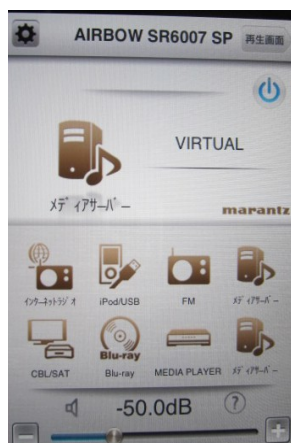 AIRBOW SR6007 SP
再生画面
VIRTUAL
メディアサーバー
marantz
インターネットラジオ
iPod/USB
FM
メディアサーバー
Blu-ray
CBL/SAT
Blu-ray
MEDIA PLAYER
メディアサーバー
-50.0dB
?